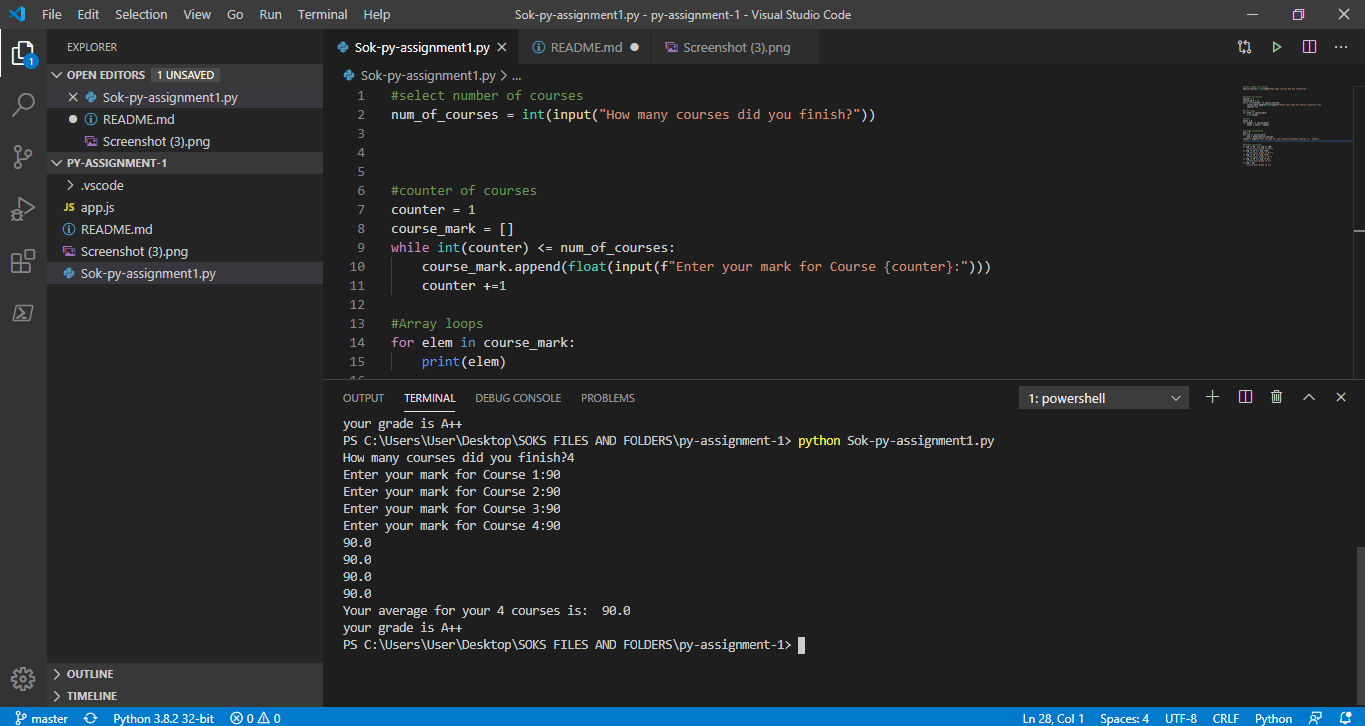 File Edit Selection View Go Run Terminal Help Sok-py-assignment1.py - py-assignment-1 - Visual Studio Code
EXPLORER
OPEN EDITORS 1 UNSAVED
Sok-py-assignment1.py
README.md
Screenshot (3).png
PY-ASSIGNMENT-1
.vscode
JS app.js
README.md
Screenshot (3).png
Sok-py-assignment1.py
OUTLINE
TIMELINE
1
Sok-py-assignment1.py README.md Screenshot (3).png
Sok-py-assignment1.py > ...
1 #select number of courses
2 num_of_courses = int(input("How many courses did you finish?"))
3
4
5
6 #counter of courses
7 counter = 1
8 course_mark = []
9 while int(counter) <= num_of_courses:
10 course_mark.append(float(input(f"Enter your mark for Course {counter}:")))
11 counter +=1
12
13 #Array loops
14 for elem in course_mark:
15 print(elem)
OUTPUT TERMINAL DEBUG CONSOLE PROBLEMS 1: powershell
your grade is A++
PS C:\Users\User\Desktop\SOKS FILES AND FOLDERS\py-assignment-1> python Sok-py-assignment1.py
How many courses did you finish?4
Enter your mark for Course 1:90
Enter your mark for Course 2:90
Enter your mark for Course 3:90
Enter your mark for Course 4:90
90.0
90.0
90.0
90.0
Your average for your 4 courses is:  90.0
your grade is A++
PS C:\Users\User\Desktop\SOKS FILES AND FOLDERS\py-assignment-1>
master Python 3.8.2 32-bit 0 0 Ln 28, Col 1 Spaces: 4 UTF-8 CRLF Python